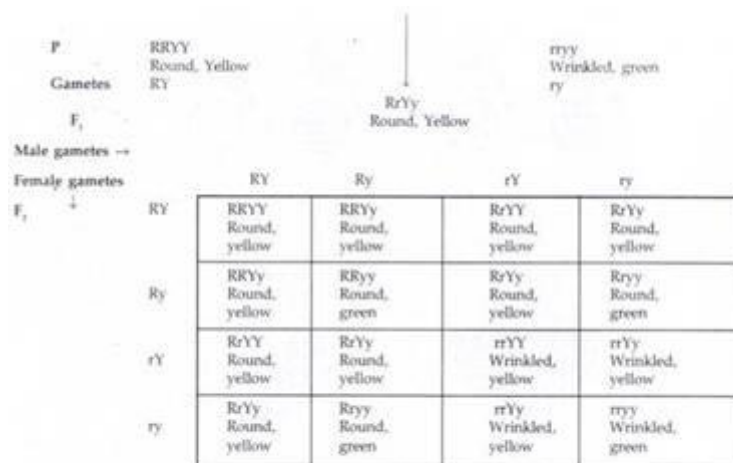 P RRYY rryy
Round, Yellow Wrinkled, green
Gametes RY ry
RrYy
F₁ Round, Yellow
Male gametes →
Female gametes RY Ry rY ry
F₂ ↓ RY RRYY RRYy RrYY RrYy
Round, Round, Round, Round,
yellow yellow yellow yellow
RRYy RRyy RrYy Rryy
Ry Round, Round, Round, Round,
yellow green yellow green
RrYY RrYy rrYY rrYy
rY Round, Round, Wrinkled, Wrinkled,
yellow yellow yellow yellow
RrYy Rryy rrYy rryy
ry Round, Round, Wrinkled, Wrinkled,
yellow green yellow green